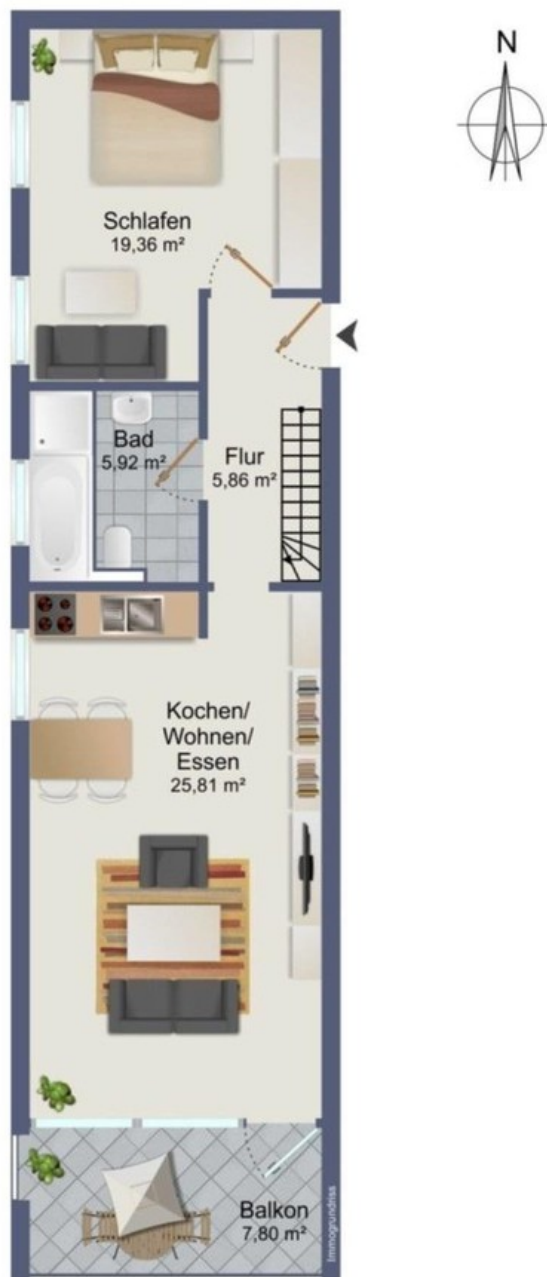 N
Schlafen
19,36 m²
Bad
5,92 m²
Flur
5,86 m²
Kochen/
Wohnen/
Essen
25,81 m²
Balkon
7,80 m²
Immogrundriss